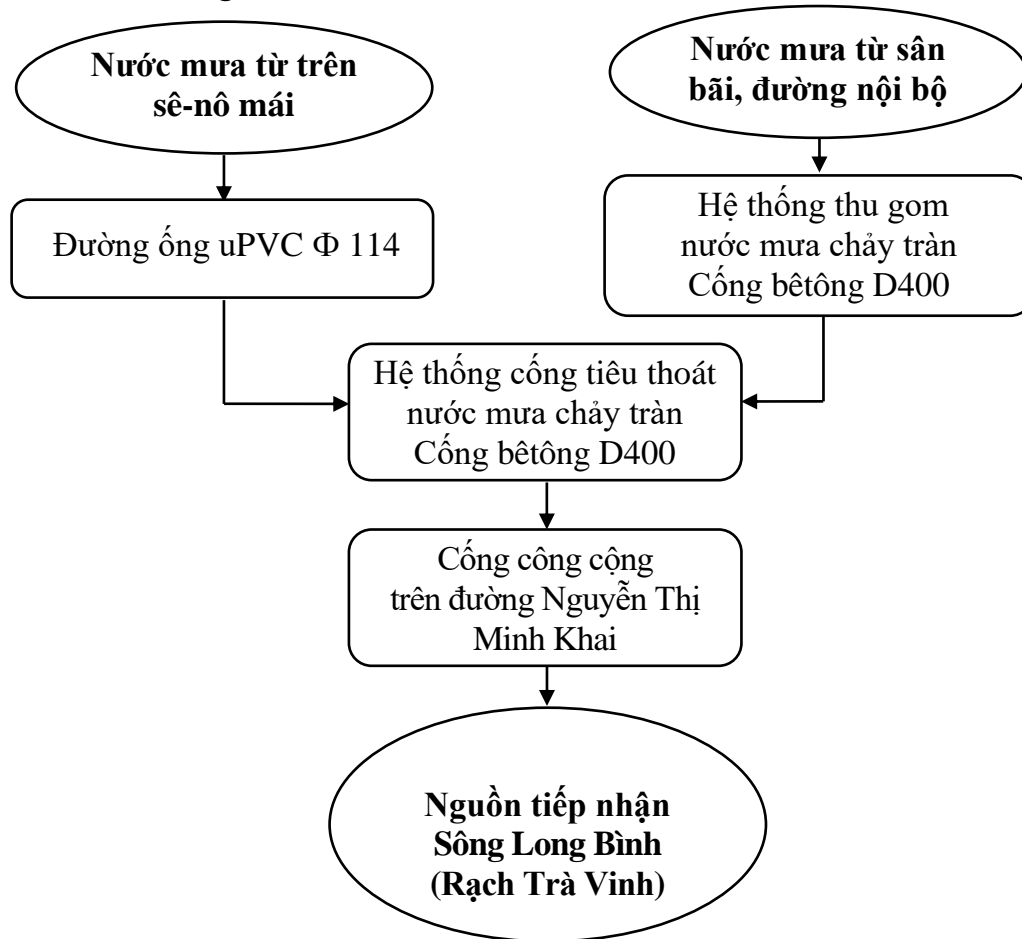 Nước mưa từ trên
sê-nô mái
Nước mưa từ sân
bãi, đường nội bộ
Đường ống uPVC Φ 114
Hệ thống thu gom
nước mưa chảy tràn
Cống bêtông D400
Hệ thống cống tiêu thoát
nước mưa chảy tràn
Cống bêtông D400
Cống công cộng
trên đường Nguyễn Thị
Minh Khai
Nguồn tiếp nhận
Sông Long Bình
(Rạch Trà Vinh)